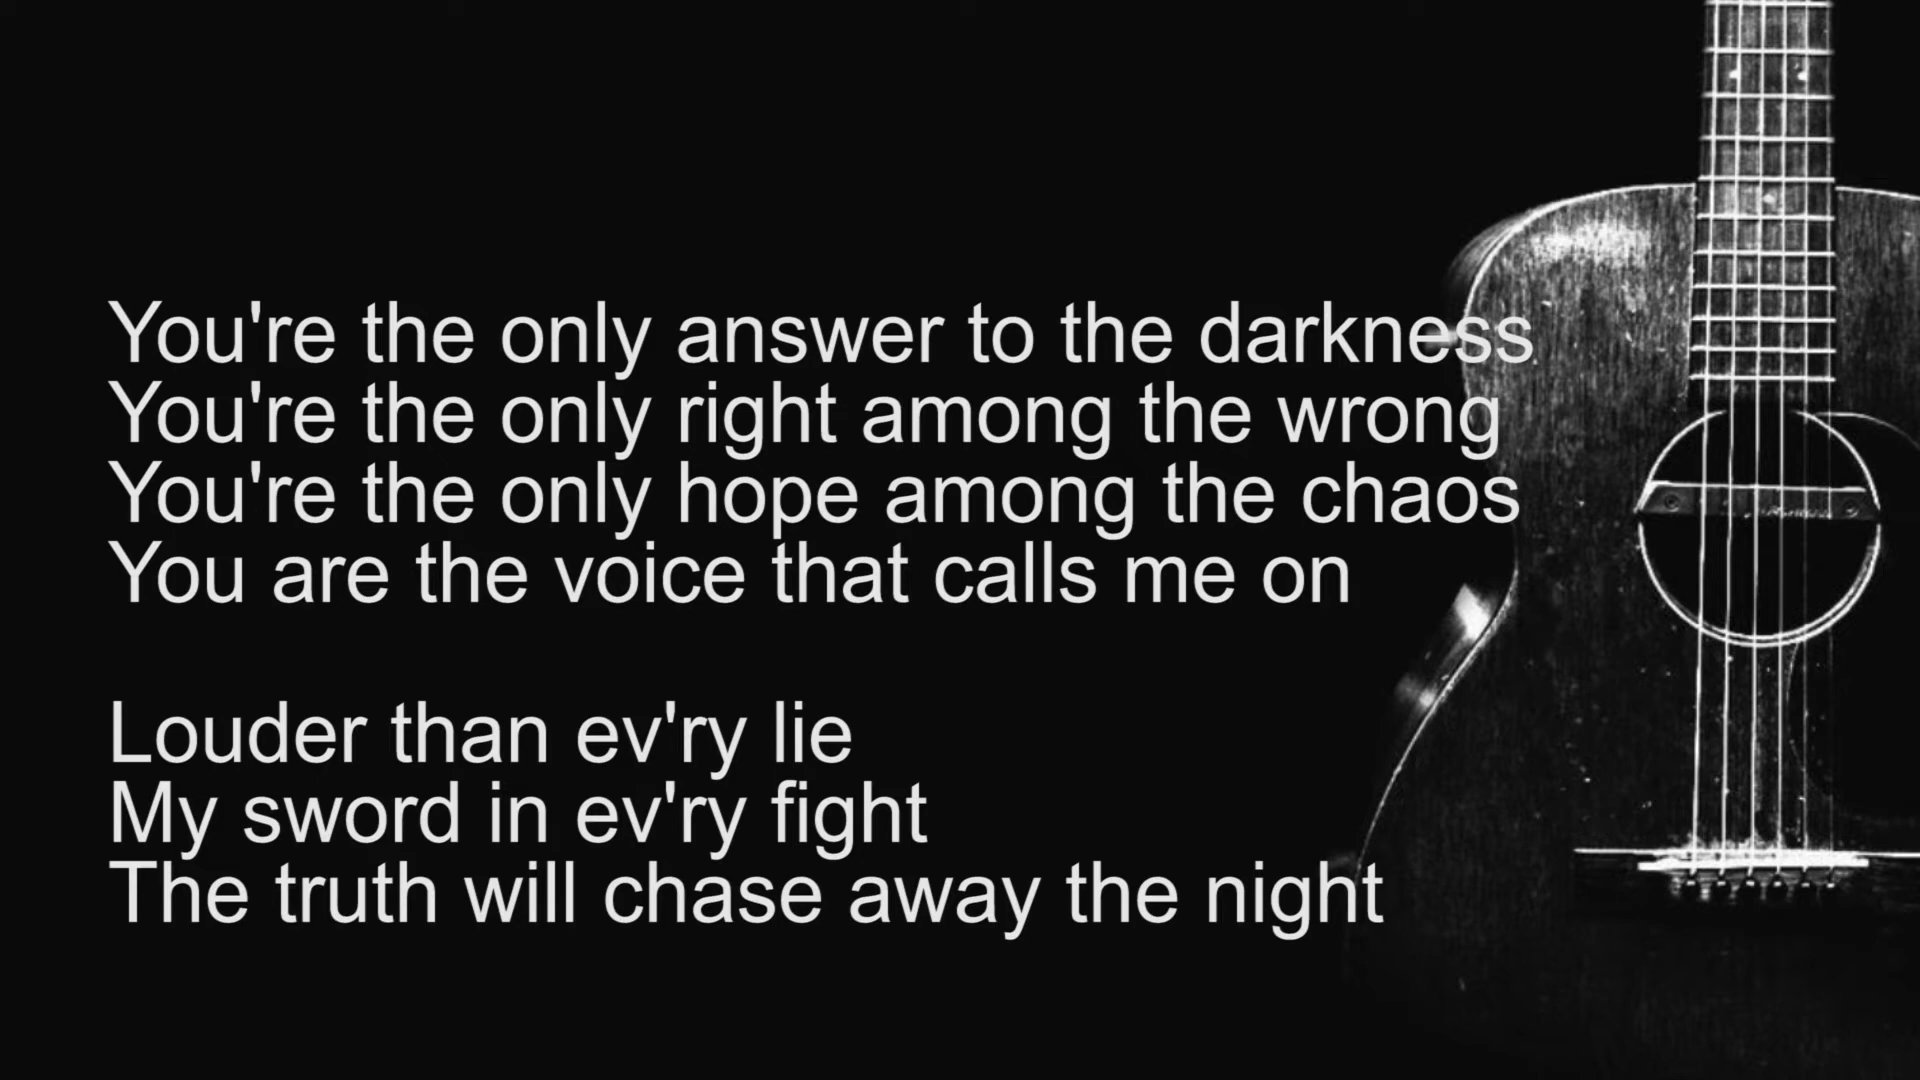 You're the only answer to the darkness
You're the only right among the wrong
You're the only hope among the chaos
You are the voice that calls me on
Louder than ev'ry lie
My sword in ev'ry fight
The truth will chase away the night